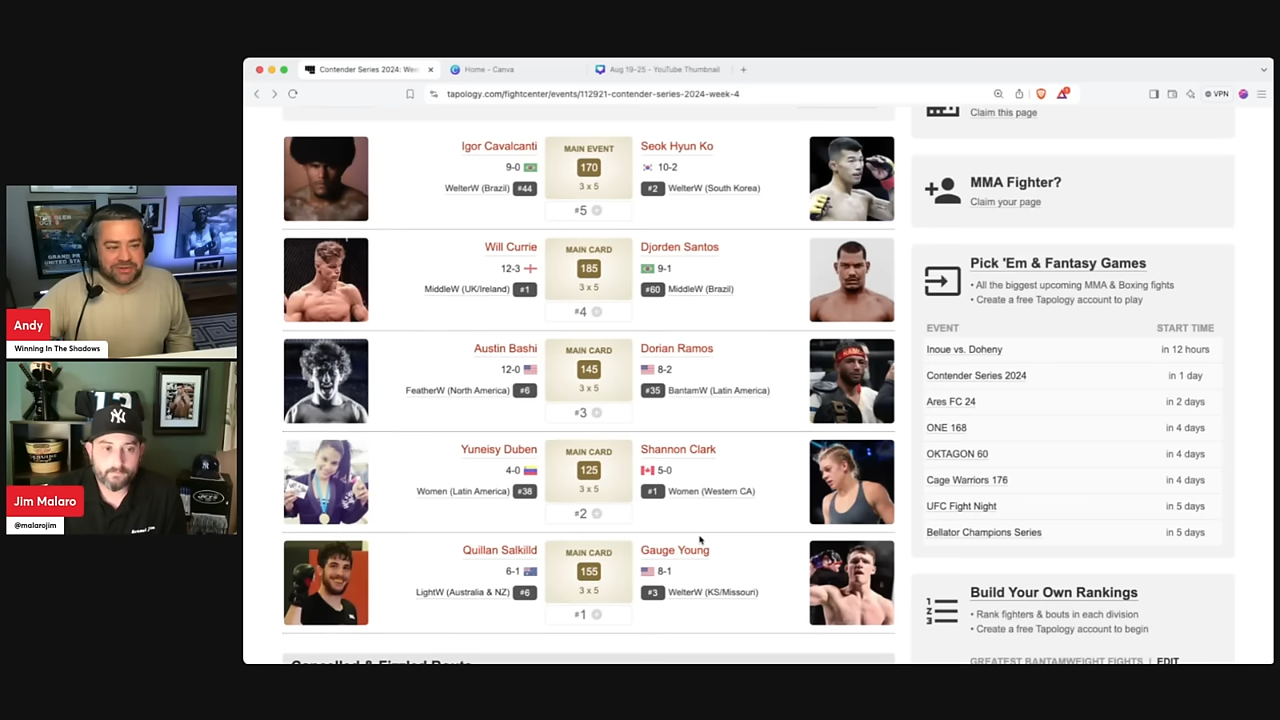 Contender Series 2024: Wee
Home - Canva
Aug 19-25 - YouTube Thumbnail
tapology.com/fightcenter/events/112921-contender-series-2024-week-4
VPN
Igor Cavalcanti
9-0
WelterW (Brazil) #44
MAIN EVENT
170
3 x 5
#5
Seok Hyun Ko
10-2
#2 WelterW (South Korea)
Will Currie
12-3
MiddleW (UK/Ireland) #1
MAIN CARD
185
3 x 5
#4
Djorden Santos
9-1
#60 MiddleW (Brazil)
Austin Bashi
12-0
FeatherW (North America) #6
MAIN CARD
145
3 x 5
#3
Dorian Ramos
8-2
#35 BantamW (Latin America)
Yuneisy Duben
4-0
Women (Latin America) #38
MAIN CARD
125
3 x 5
#2
Shannon Clark
5-0
#1 Women (Western CA)
Quillan Salkilld
6-1
LightW (Australia & NZ) #6
MAIN CARD
155
3 x 5
#1
Gauge Young
8-1
#3 WelterW (KS/Missouri)
Claim this page
MMA Fighter?
Claim your page
Pick 'Em & Fantasy Games
• All the biggest upcoming MMA & Boxing fights
• Create a free Tapology account to play
EVENT START TIME
Inoue vs. Doheny in 12 hours
Contender Series 2024 in 1 day
Ares FC 24 in 2 days
ONE 168 in 4 days
OKTAGON 60 in 4 days
Cage Warriors 176 in 4 days
UFC Fight Night in 5 days
Bellator Champions Series in 5 days
Build Your Own Rankings
• Rank fighters & bouts in each division
• Create a free Tapology account to begin
GREATEST BANTAMWEIGHT FIGHTS | EDIT
Andy
Winning In The Shadows
Jim Malaro
@malarojim